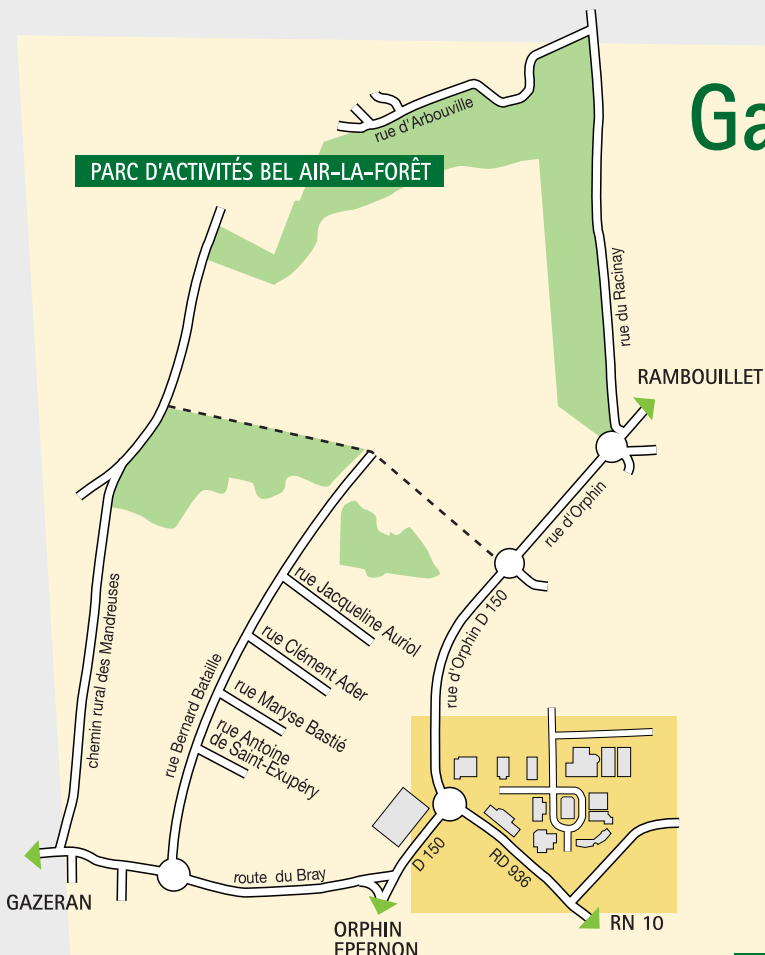 Ga
rue d'Arbouville
PARC D'ACTIVITÉS BEL AIR-LA-FORÊT
rue du Racinay
RAMBOUILLET
rue d'Orphin
rue Jacqueline Auriol
chemin rural des Mandreuses
rue d'Orphin D 150
rue Clément Ader
rue Bernard Bataille
rue Maryse Bastié
rue Antoine
de Saint-Exupéry
D 150
RD 936
route du Bray
GAZERAN
RN 10
ORPHIN
EPERNON